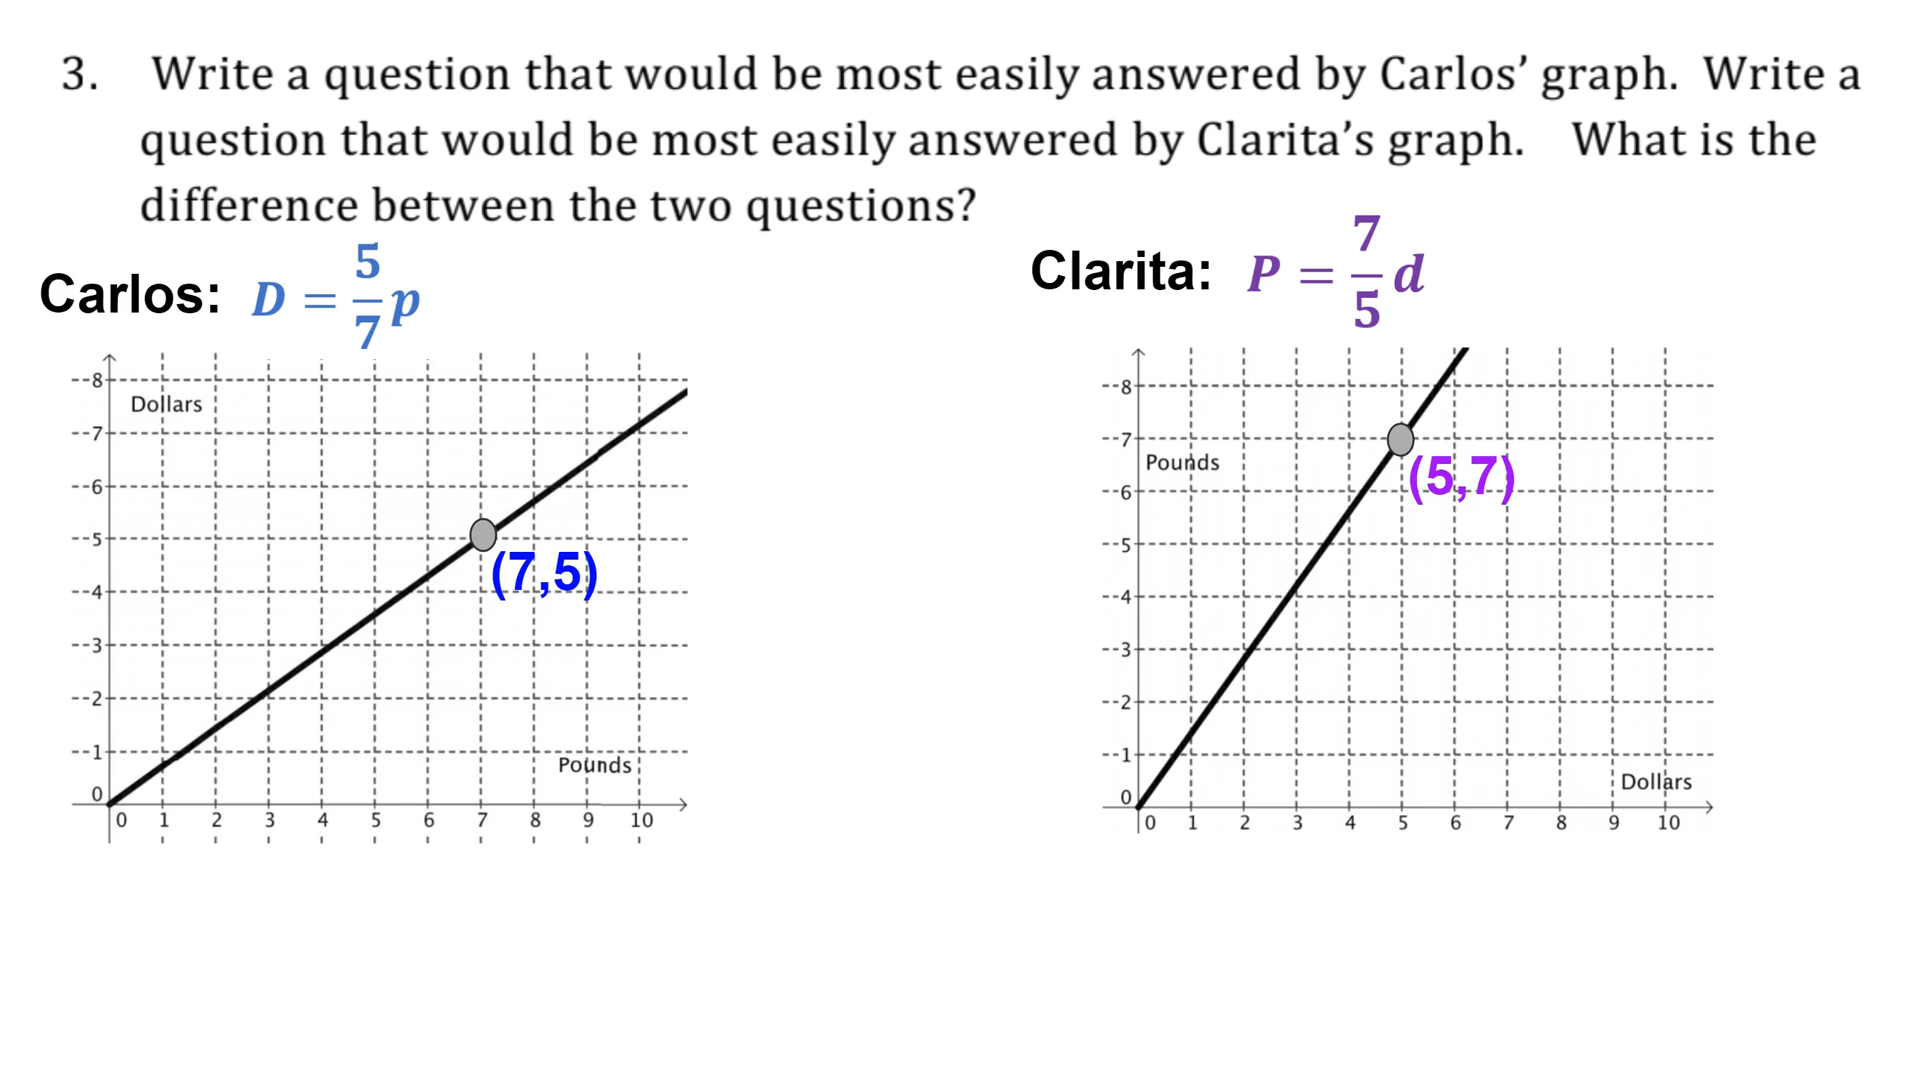 3. Write a question that would be most easily answered by Carlos’ graph. Write a
question that would be most easily answered by Clarita’s graph. What is the
difference between the two questions?
Carlos: D = 5/7 p
Clarita: P = 7/5 d
8
Dollars
7
6
5
(7,5)
4
3
2
1
Pounds
0
0 1 2 3 4 5 6 7 8 9 10
8
7
Pounds
(5,7)
6
5
4
3
2
1
Dollars
0
0 1 2 3 4 5 6 7 8 9 10